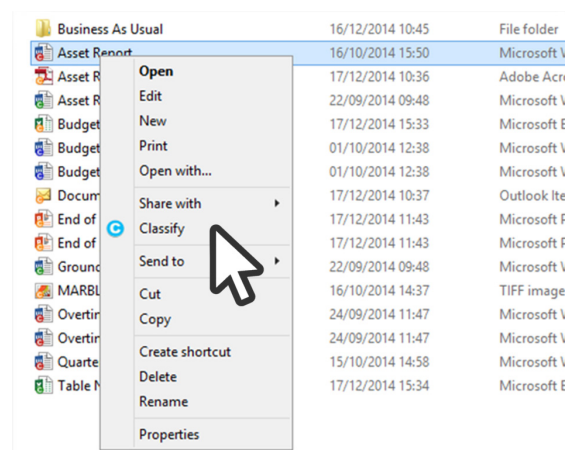 Business As Usual 16/12/2014 10:45 File folder
Asset Report 16/10/2014 15:50 Microsoft
Asset 17/12/2014 10:36 Adobe
Open
Asset 22/09/2014 09:48 Microsoft
Edit
Budget 17/12/2014 15:33 Microsoft
New
Budget 01/10/2014 12:38 Microsoft
Print
Budget 01/10/2014 12:38 Microsoft
Open with...
Docum 17/12/2014 10:37 Outlook Ite
Share with
End of 17/12/2014 11:43 Microsoft
Classify
End of 17/12/2014 11:43 Microsoft
Send to
Ground 22/09/2014 09:48 Microsoft
MARBL 16/10/2014 14:37 TIFF image
Cut
Overtin 24/09/2014 11:47 Microsoft
Copy
Overtin 24/09/2014 11:47 Microsoft
Create shortcut
Quarte 15/10/2014 14:58 Microsoft
Delete
Table 17/12/2014 15:34 Microsoft
Rename
Properties